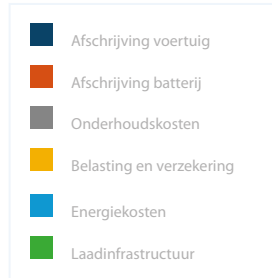 Afschrijving voertuig
Afschrijving batterij
Onderhoudskosten
Belasting en verzekering
Energiekosten
Laadinfrastructuur